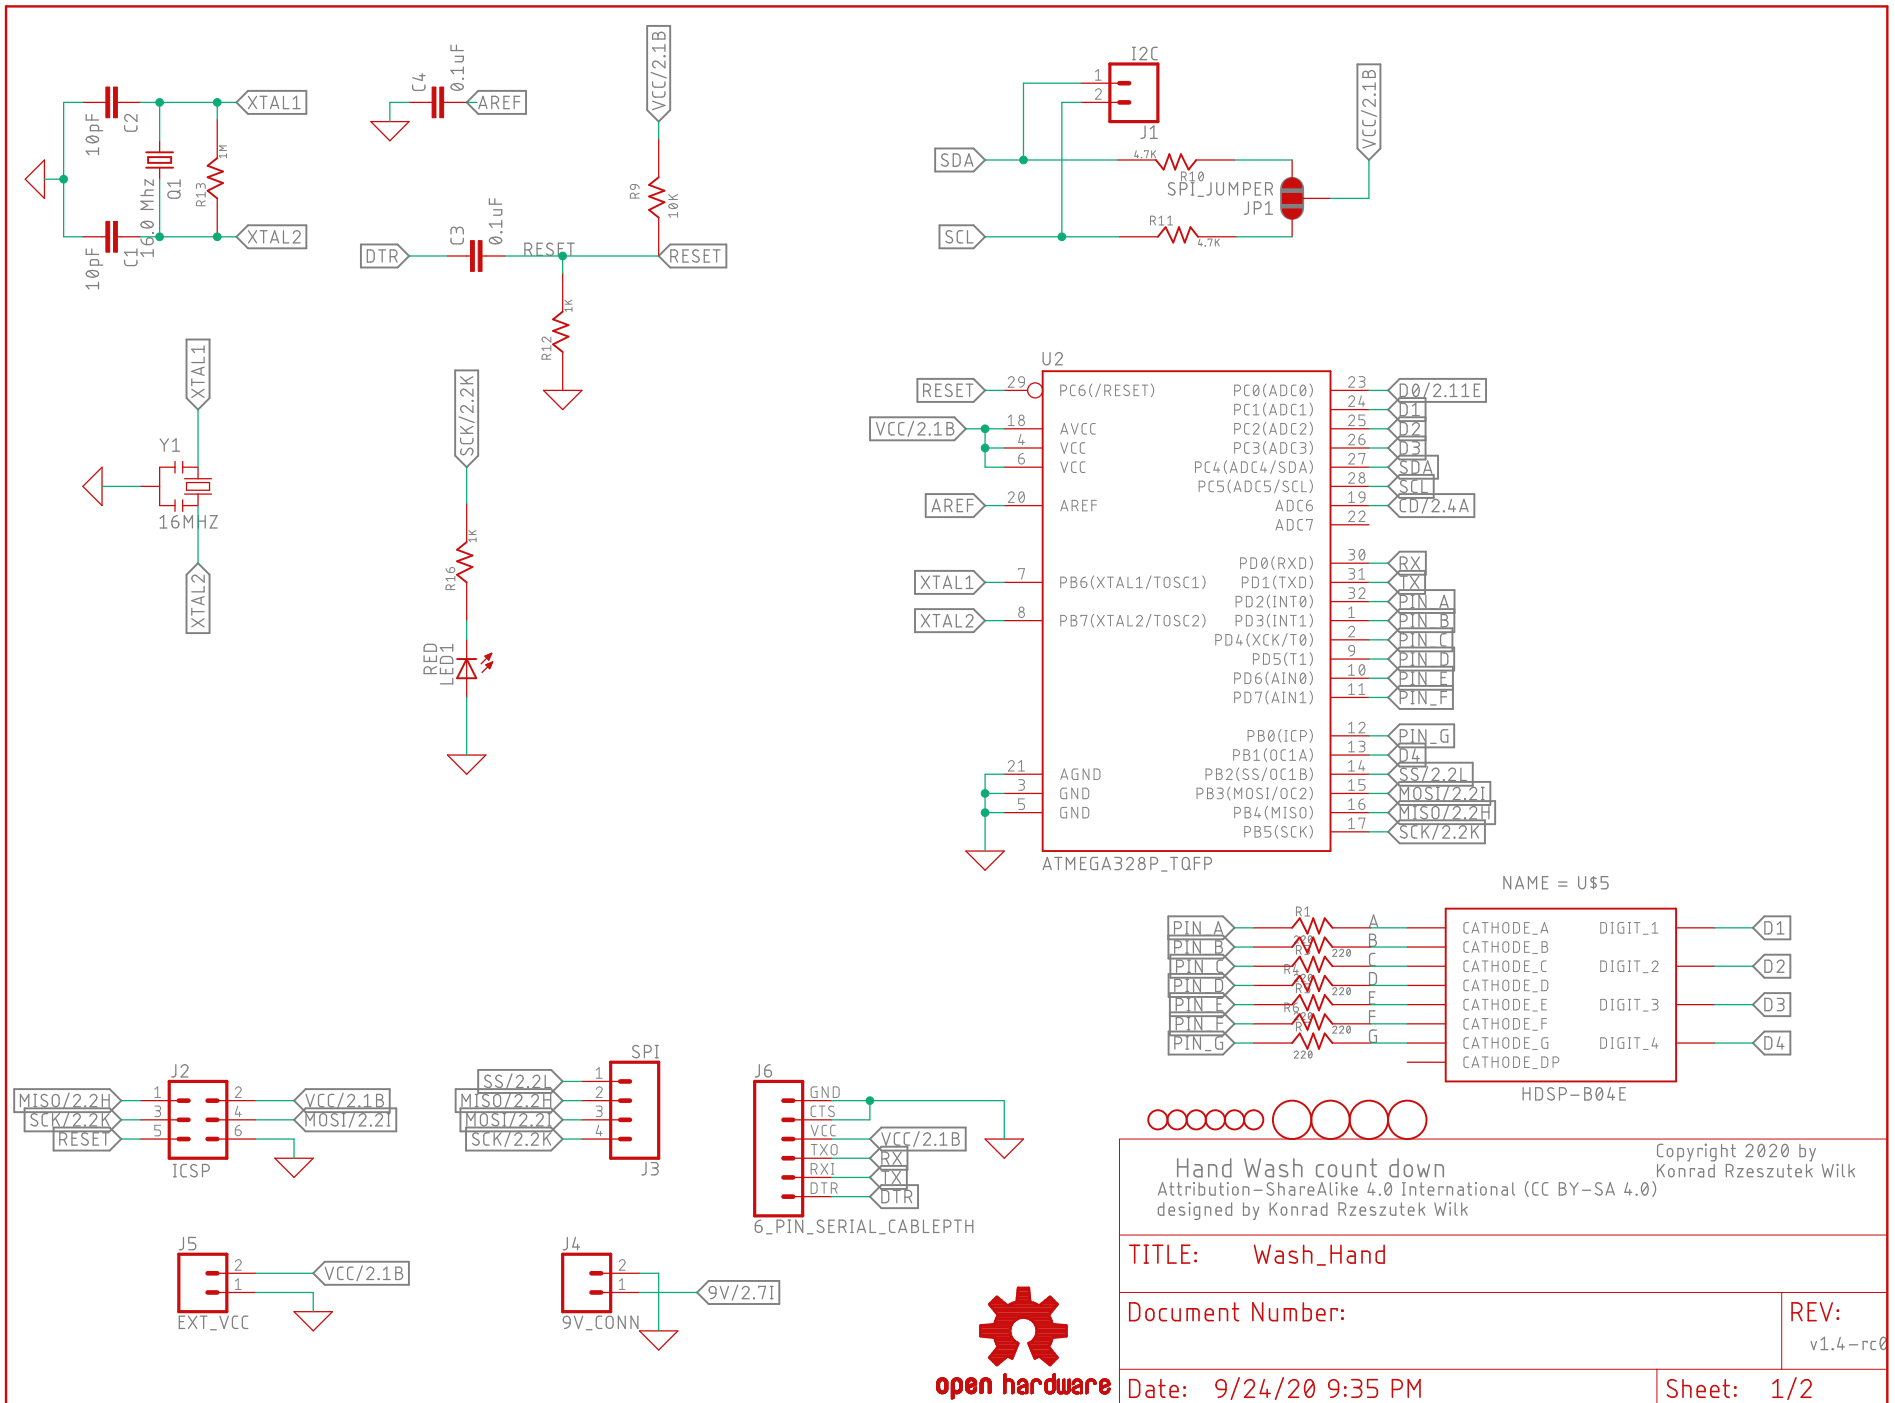 10pF
C2
XTAL1
1M
R13
Q1
16.0 Mhz
10pF
C1
XTAL2
C4
0.1uF
AREF
VCC/2.1B
R9
10K
DTR
C3
0.1uF
RESET
RESET
1K
R12
I2C
1
2
J1
SDA
4.7K
R10
SPI_JUMPER
JP1
VCC/2.1B
SCL
R11
4.7K
XTAL1
Y1
16MHZ
XTAL2
SCK/2.2K
1K
R16
RED
LED1
U2
RESET 29 PC6(/RESET)
VCC/2.1B 18 AVCC
4 VCC
6 VCC
AREF 20 AREF
XTAL1 7 PB6(XTAL1/TOSC1)
XTAL2 8 PB7(XTAL2/TOSC2)
21 AGND
3 GND
5 GND
PC0(ADC0) 23 D0/2.11E
PC1(ADC1) 24 D1
PC2(ADC2) 25 D2
PC3(ADC3) 26 D3
PC4(ADC4/SDA) 27 SDA
PC5(ADC5/SCL) 28 SCL
ADC6 19 CD/2.4A
ADC7 22
PD0(RXD) 30 RX
PD1(TXD) 31 TX
PD2(INT0) 32 PIN_A
PD3(INT1) 1 PIN_B
PD4(XCK/T0) 2 PIN_C
PD5(T1) 9 PIN_D
PD6(AIN0) 10 PIN_E
PD7(AIN1) 11 PIN_F
PB0(ICP) 12 PIN_G
PB1(OC1A) 13 D4
PB2(SS/OC1B) 14 SS/2.2L
PB3(MOSI/OC2) 15 MOSI/2.2I
PB4(MISO) 16 MISO/2.2H
PB5(SCK) 17 SCK/2.2K
ATMEGA328P_TQFP
NAME = U$5
PIN_A R1 A CATHODE_A DIGIT_1 D1
PIN_B 220 B CATHODE_B
PIN_C R4 C CATHODE_C DIGIT_2 D2
PIN_D 220 D CATHODE_D
PIN_E R6 E CATHODE_E DIGIT_3 D3
PIN_F 220 F CATHODE_F
PIN_G 220 G CATHODE_G DIGIT_4 D4
CATHODE_DP
HDSP-B04E
J2
MISO/2.2H 1 2 VCC/2.1B
SCK/2.2K 3 4 MOSI/2.2I
RESET 5 6
ICSP
SPI
SS/2.2L 1
MISO/2.2H 2
MOSI/2.2I 3
SCK/2.2K 4
J3
J6
GND
CTS
VCC VCC/2.1B
TXO RX
RXI TX
DTR DTR
6_PIN_SERIAL_CABLEPTH
J5
2 VCC/2.1B
1
EXT_VCC
J4
2
1 9V/2.7I
9V_CONN
open hardware
Hand Wash count down
Copyright 2020 by
Konrad Rzeszutek Wilk
Attribution-ShareAlike 4.0 International (CC BY-SA 4.0)
designed by Konrad Rzeszutek Wilk
TITLE: Wash_Hand
Document Number:
REV:
v1.4-rc0
Date: 9/24/20 9:35 PM
Sheet: 1/2